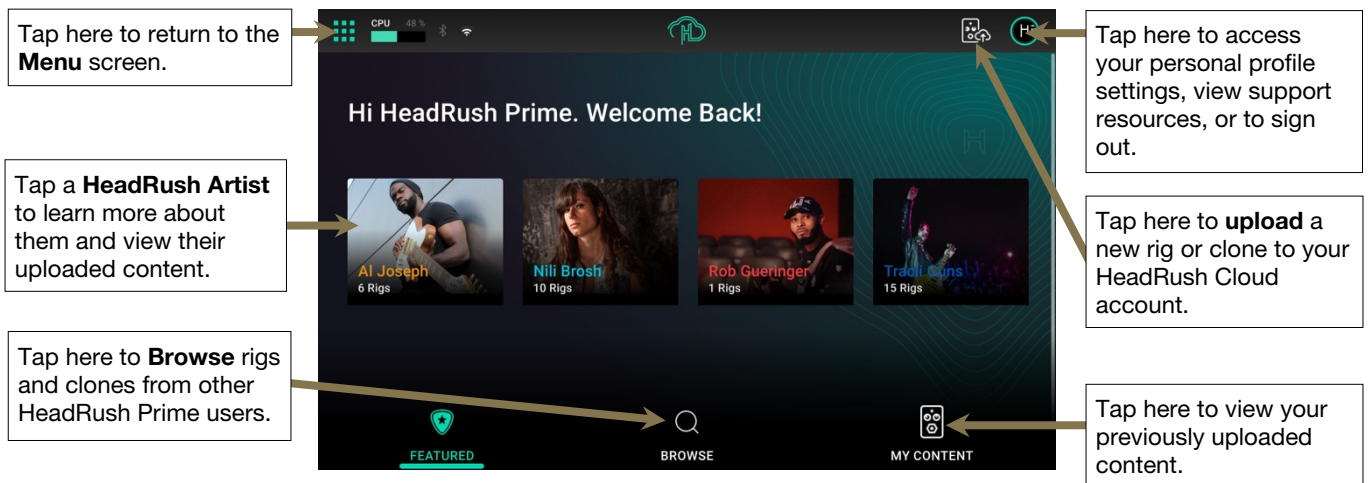 Tap here to return to the
Menu screen.
Tap a HeadRush Artist
to learn more about
them and view their
uploaded content.
Tap here to Browse rigs
and clones from other
HeadRush Prime users.
CPU 48 %
Hi HeadRush Prime. Welcome Back!
Al Joseph
6 Rigs
Nili Brosh
10 Rigs
Rob Gueringer
1 Rigs
Tracii Guns
15 Rigs
FEATURED
BROWSE
MY CONTENT
Tap here to access
your personal profile
settings, view support
resources, or to sign
out.
Tap here to upload a
new rig or clone to your
HeadRush Cloud
account.
Tap here to view your
previously uploaded
content.